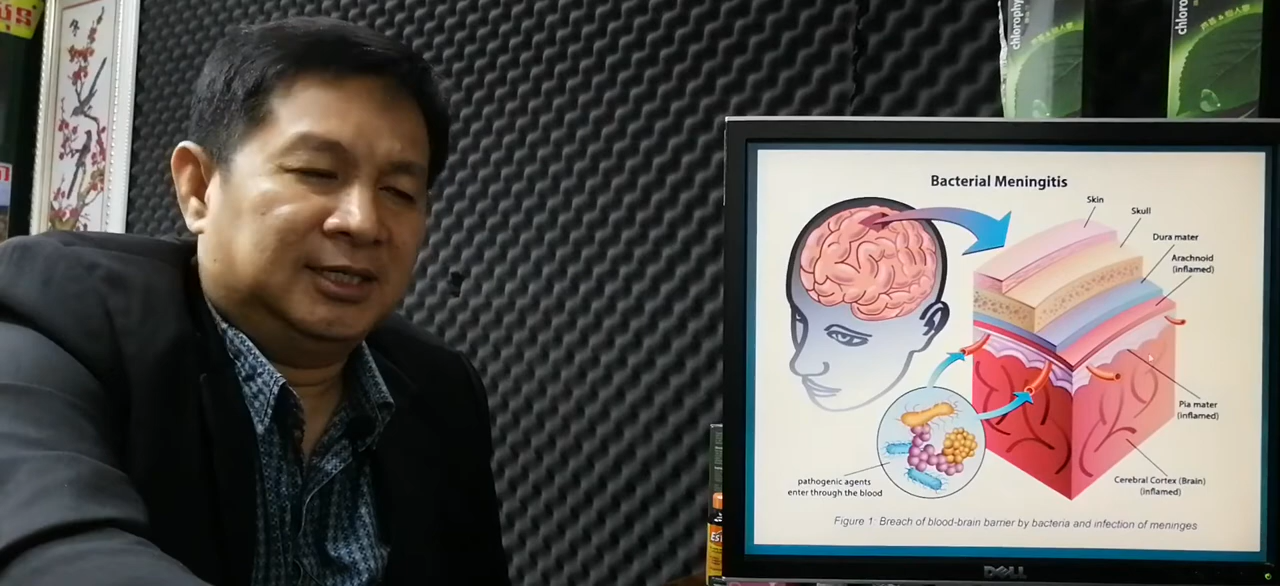 chlorophy
chloro
Bacterial Meningitis
Skin
Skull
Dura mater
Arachnoid
(inflamed)
Pia mater
(inflamed)
Cerebral Cortex (Brain)
(inflamed)
pathogenic agents
enter through the blood
Figure 1: Breach of blood-brain barrier by bacteria and infection of meninges
DELL